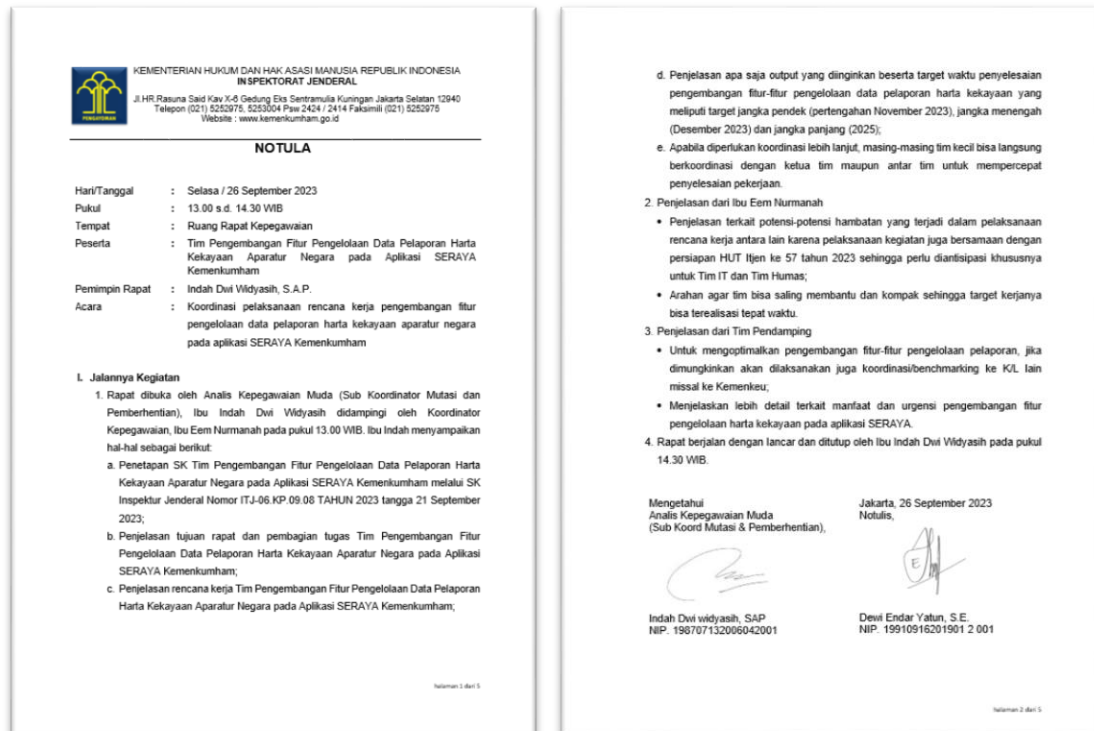 KEMENTERIAN HUKUM DAN HAK ASASI MANUSIA REPUBLIK INDONESIA
INSPEKTORAT JENDERAL
Jl.HR.Rasuna Said Kav X-6 Gedung Eks Sentramulia Kuningan Jakarta Selatan 12940
Telepon (021) 5252975, 5253004 Psw 2424 / 2414 Faksimili (021) 5252975
Website : www.kemenkumham.go.id
PENGAYOMAN
NOTULA
Hari/Tanggal : Selasa / 26 September 2023
Pukul : 13.00 s.d. 14.30 WIB
Tempat : Ruang Rapat Kepegawaian
Peserta : Tim Pengembangan Fitur Pengelolaan Data Pelaporan Harta
Kekayaan Aparatur Negara pada Aplikasi SERAYA
Kemenkumham
Pemimpin Rapat : Indah Dwi Widyasih, S.A.P.
Acara : Koordinasi pelaksanaan rencana kerja pengembangan fitur
pengelolaan data pelaporan harta kekayaan aparatur negara
pada aplikasi SERAYA Kemenkumham
I. Jalannya Kegiatan
1. Rapat dibuka oleh Analis Kepegawaian Muda (Sub Koordinator Mutasi dan
Pemberhentian), Ibu Indah Dwi Widyasih didampingi oleh Koordinator
Kepegawaian, Ibu Eem Nurmanah pada pukul 13.00 WIB. Ibu Indah menyampaikan
hal-hal sebagai berikut:
a. Penetapan SK Tim Pengembangan Fitur Pengelolaan Data Pelaporan Harta
Kekayaan Aparatur Negara pada Aplikasi SERAYA Kemenkumham melalui SK
Inspektur Jenderal Nomor ITJ-06.KP.09.08 TAHUN 2023 tangga 21 September
2023;
b. Penjelasan tujuan rapat dan pembagian tugas Tim Pengembangan Fitur
Pengelolaan Data Pelaporan Harta Kekayaan Aparatur Negara pada Aplikasi
SERAYA Kemenkumham;
c. Penjelasan rencana kerja Tim Pengembangan Fitur Pengelolaan Data Pelaporan
Harta Kekayaan Aparatur Negara pada Aplikasi SERAYA Kemenkumham;
halaman 1 dari 5
d. Penjelasan apa saja output yang diinginkan beserta target waktu penyelesaian
pengembangan fitur-fitur pengelolaan data pelaporan harta kekayaan yang
meliputi target jangka pendek (pertengahan November 2023), jangka menengah
(Desember 2023) dan jangka panjang (2025);
e. Apabila diperlukan koordinasi lebih lanjut, masing-masing tim kecil bisa langsung
berkoordinasi dengan ketua tim maupun antar tim untuk mempercepat
penyelesaian pekerjaan.
2. Penjelasan dari Ibu Eem Nurmanah
• Penjelasan terkait potensi-potensi hambatan yang terjadi dalam pelaksanaan
rencana kerja antara lain karena pelaksanaan kegiatan juga bersamaan dengan
persiapan HUT Itjen ke 57 tahun 2023 sehingga perlu diantisipasi khususnya
untuk Tim IT dan Tim Humas;
• Arahan agar tim bisa saling membantu dan kompak sehingga target kerjanya
bisa terealisasi tepat waktu.
3. Penjelasan dari Tim Pendamping
• Untuk mengoptimalkan pengembangan fitur-fitur pengelolaan pelaporan, jika
dimungkinkan akan dilaksanakan juga koordinasi/benchmarking ke K/L lain
missal ke Kemenkeu;
• Menjelaskan lebih detail terkait manfaat dan urgensi pengembangan fitur
pengelolaan harta kekayaan pada aplikasi SERAYA.
4. Rapat berjalan dengan lancar dan ditutup oleh Ibu Indah Dwi Widyasih pada pukul
14.30 WIB.
Mengetahui
Analis Kepegawaian Muda
(Sub Koord Mutasi & Pemberhentian),
Indah Dwi widyasih, SAP
NIP. 198707132006042001
Jakarta, 26 September 2023
Notulis,
Dewi Endar Yatun, S.E.
NIP. 19910916201901 2 001
halaman 2 dari 5